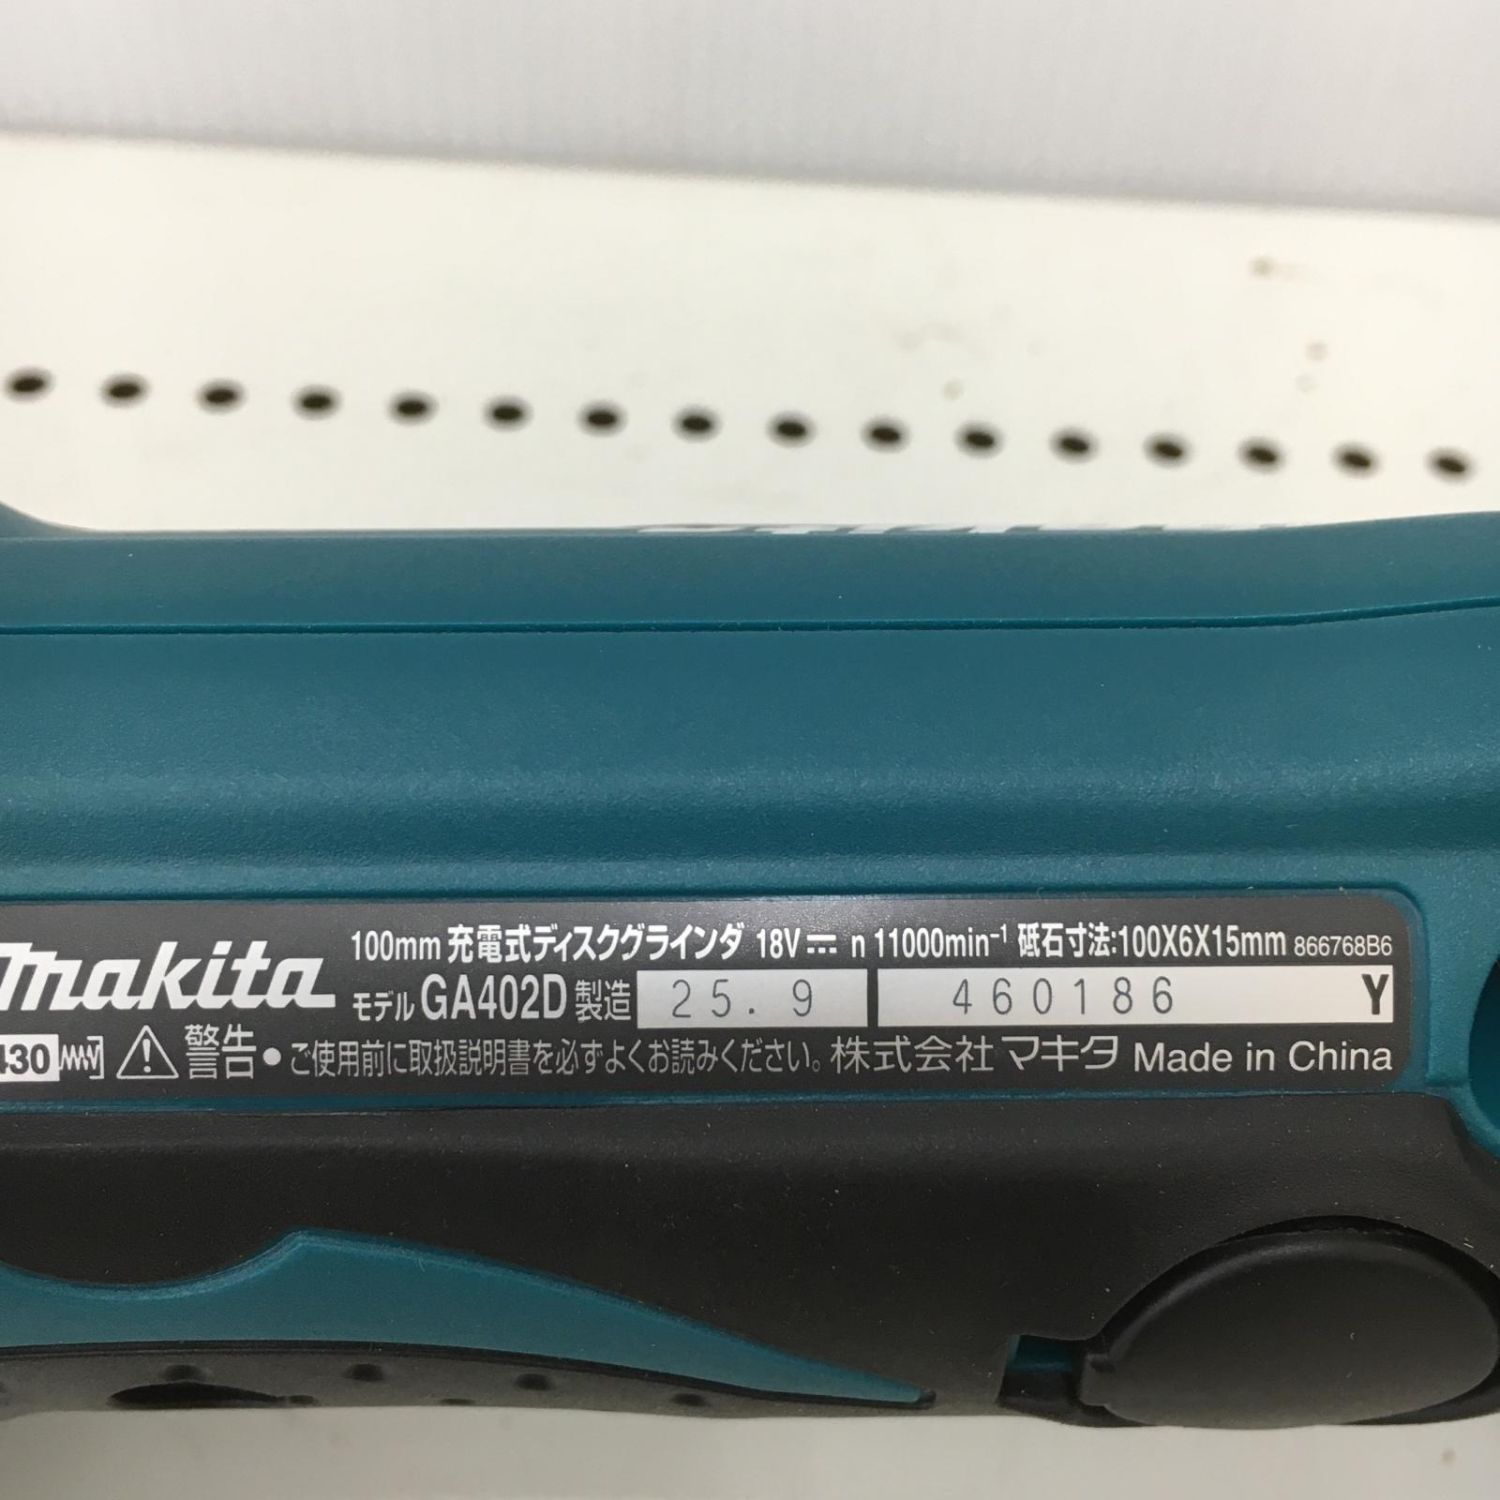 makita
100mm 充電式ディスクグラインダ 18V⎓ n 11000min⁻¹ 砥石寸法:100X6X15mm 866768B6
モデル GA402D 製造 25. 9 460186 Y
430 警告 • ご使用前に取扱説明書を必ずよくお読みください。 株式会社 マキタ Made in China